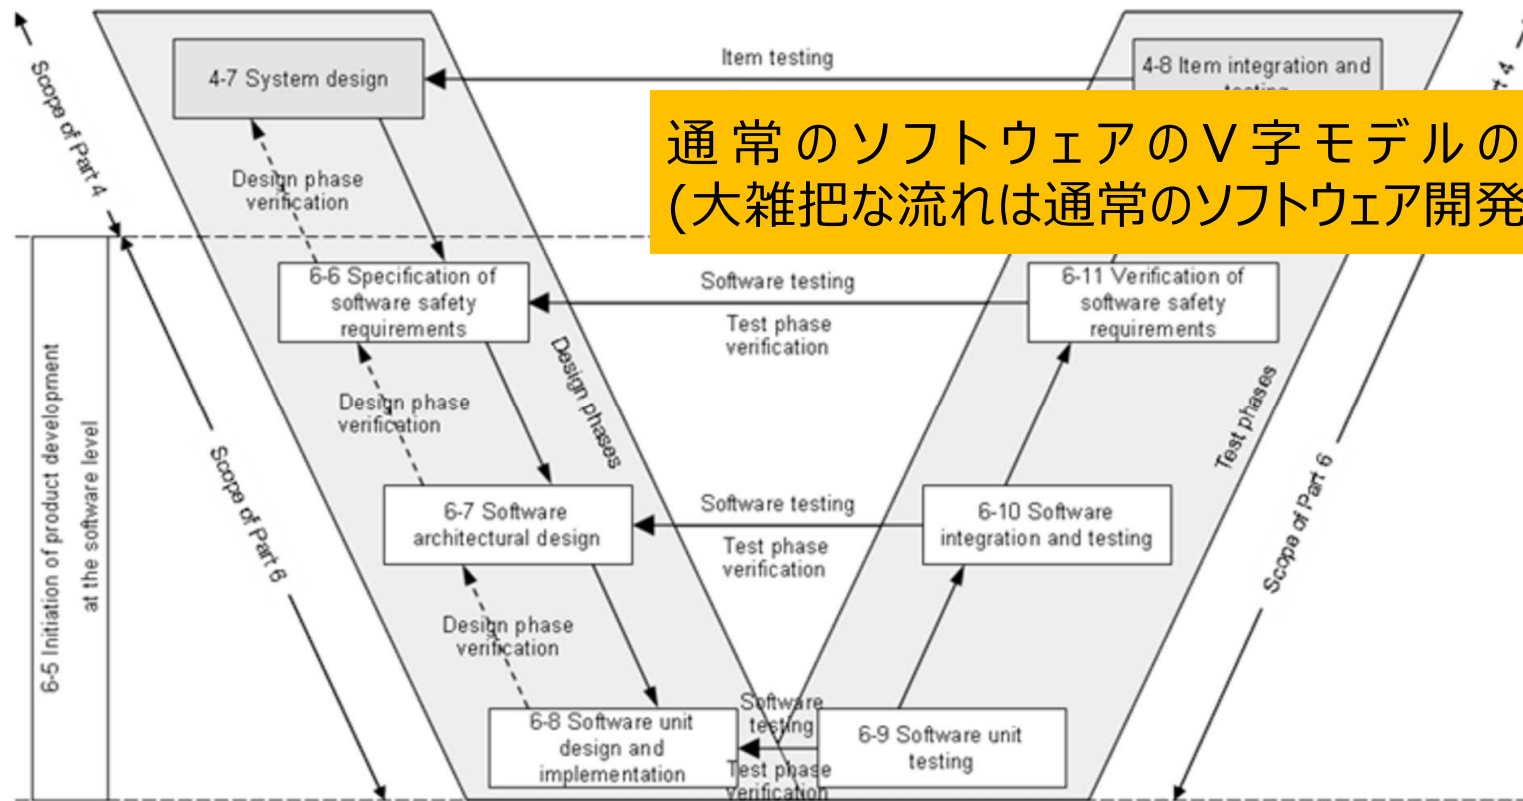 Item testing
4-7 System design
4-8 Item integration and
Scope of Part 4
通常のソフトウェアのV字モデルの
(大雑把な流れは通常のソフトウェア開発
Design phase
verification
6-6 Specification of
software safety
requirements
Software testing
Test phase
verification
6-11 Verification of
software safety
requirements
Design phases
Test phases
6-5 Initiation of product development
at the software level
Design phase
verification
Scope of Part 6
Scope of Part 6
6-7 Software
architectural design
Software testing
Test phase
verification
6-10 Software
integration and testing
Design phase
verification
6-8 Software unit
design and
implementation
Software
testing
Test phase
verification
6-9 Software unit
testing